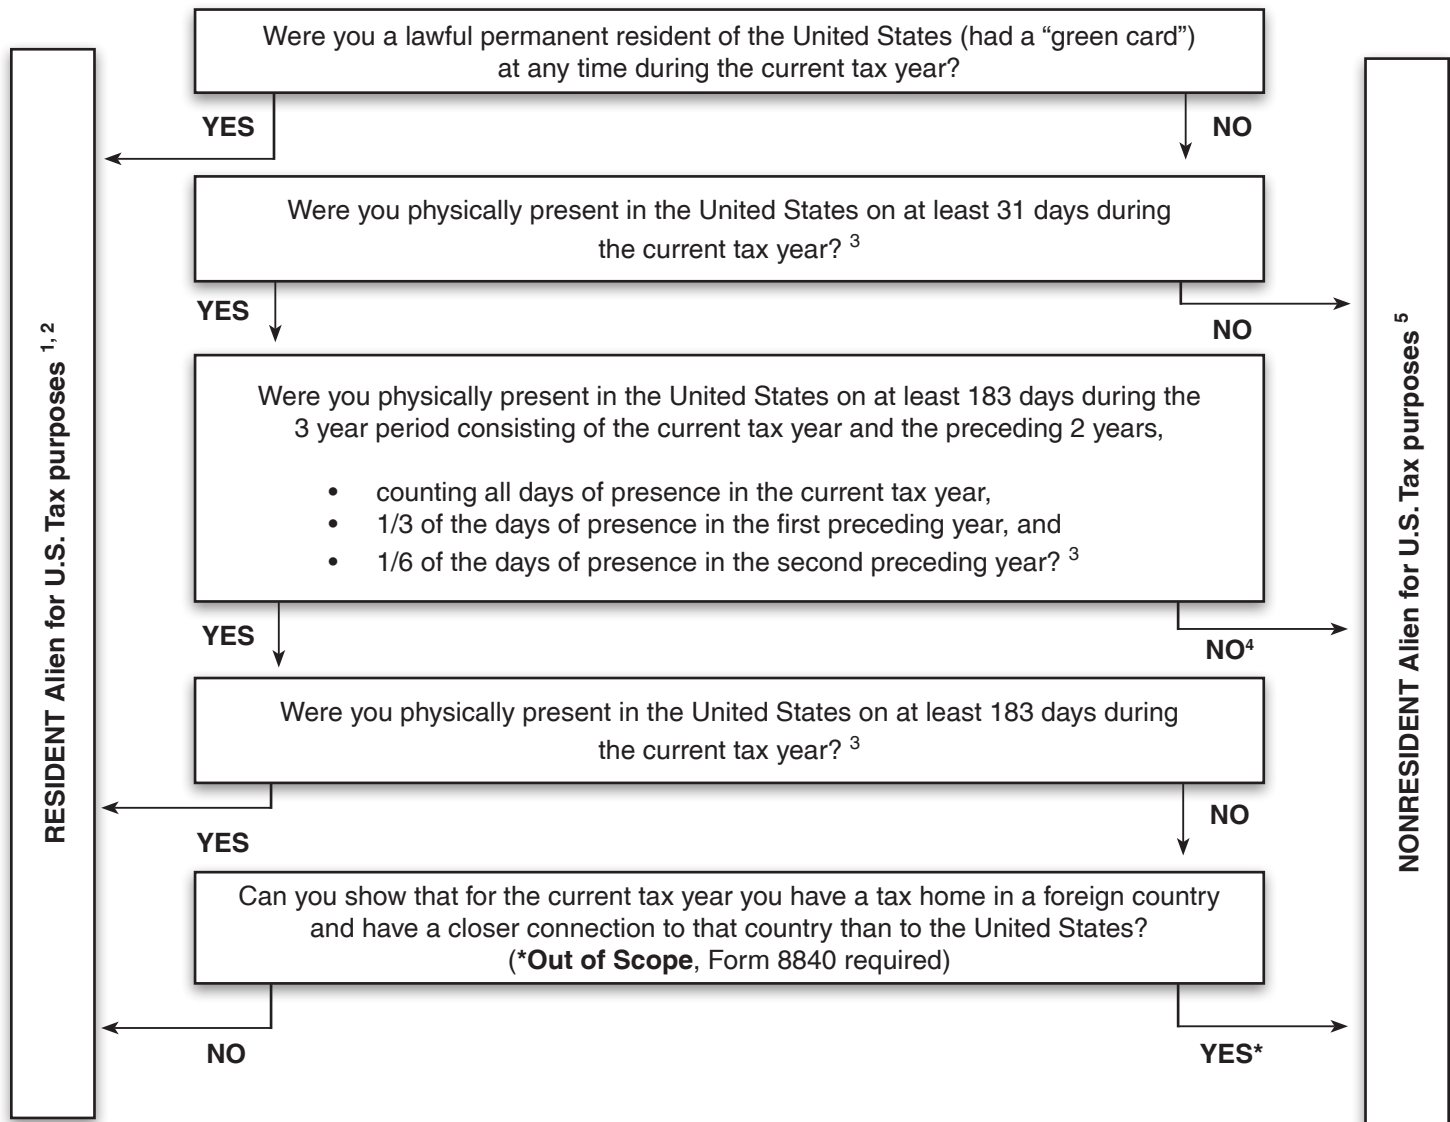 Were you a lawful permanent resident of the United States (had a “green card”)
at any time during the current tax year?
YES
NO
Were you physically present in the United States on at least 31 days during
the current tax year? 3
YES
NO
Were you physically present in the United States on at least 183 days during the
3 year period consisting of the current tax year and the preceding 2 years,
• counting all days of presence in the current tax year,
• 1/3 of the days of presence in the first preceding year, and
• 1/6 of the days of presence in the second preceding year? 3
YES
NO4
Were you physically present in the United States on at least 183 days during
the current tax year? 3
YES
NO
Can you show that for the current tax year you have a tax home in a foreign country
and have a closer connection to that country than to the United States?
(*Out of Scope, Form 8840 required)
NO
YES*
RESIDENT Alien for U.S. Tax purposes 1, 2
NONRESIDENT Alien for U.S. Tax purposes 5